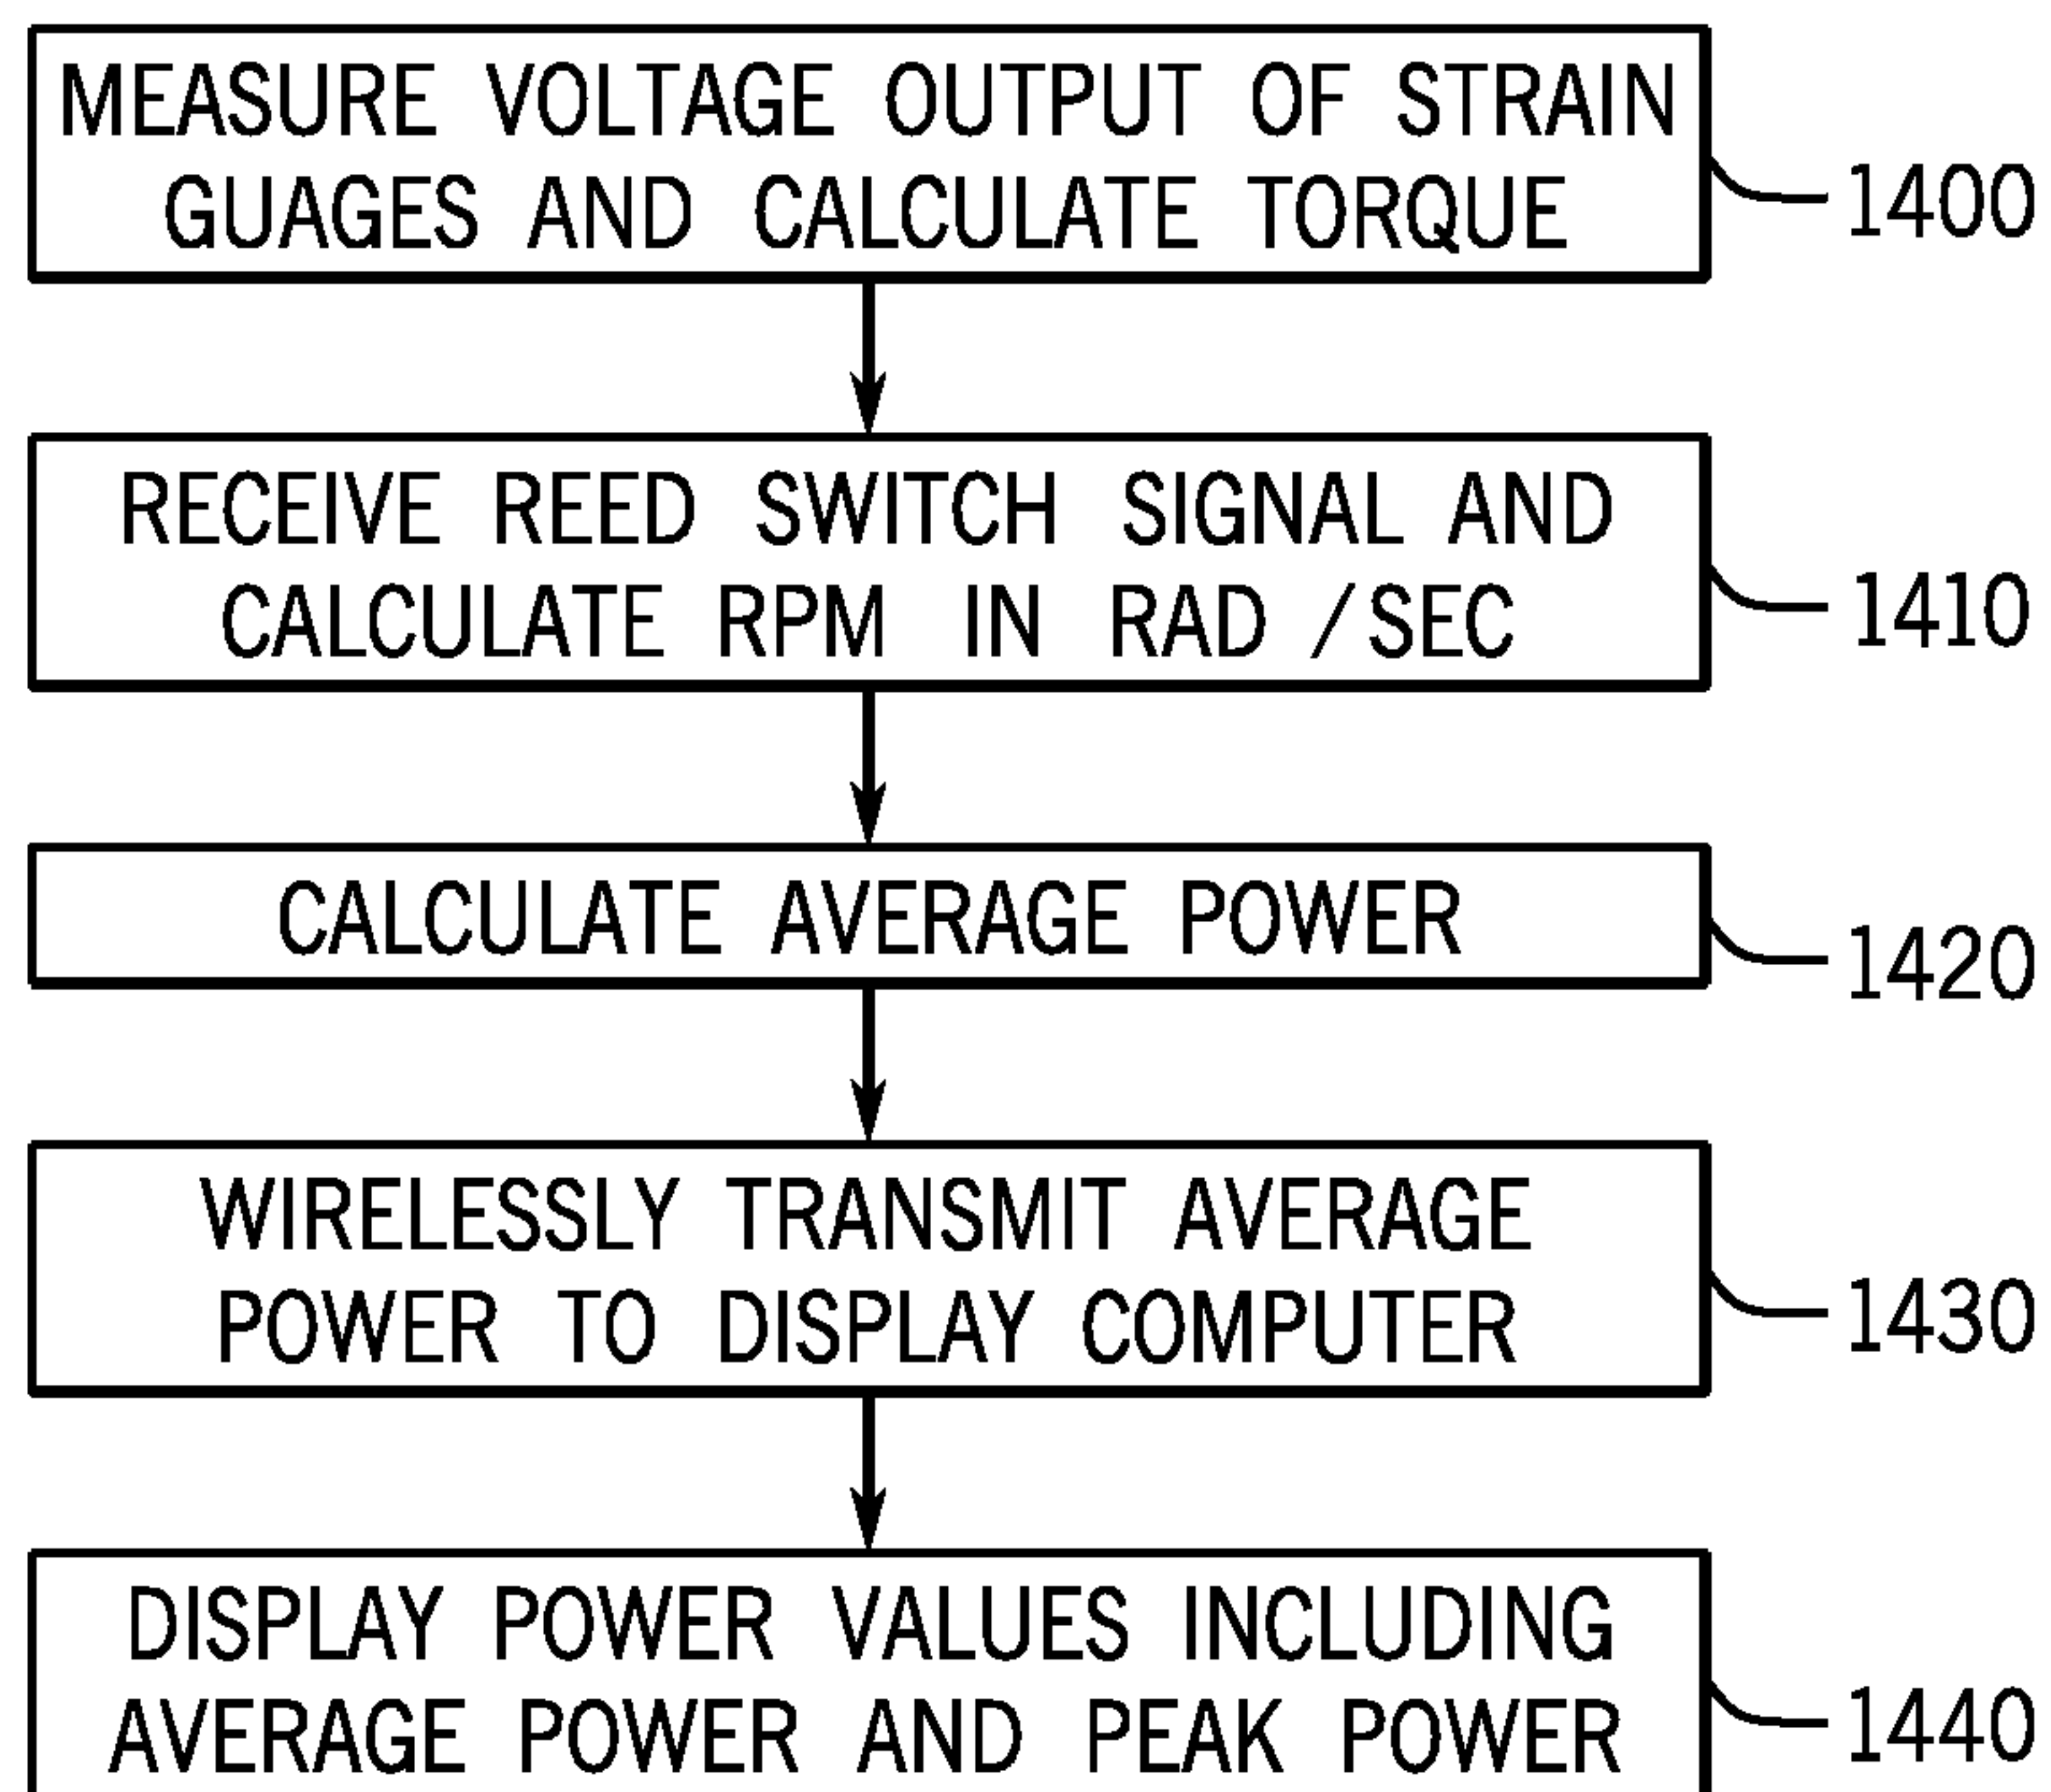 MEASURE VOLTAGE OUTPUT OF STRAIN
GUAGES AND CALCULATE TORQUE
1400
RECEIVE REED SWITCH SIGNAL AND
CALCULATE RPM IN RAD /SEC
1410
CALCULATE AVERAGE POWER
1420
WIRELESSLY TRANSMIT AVERAGE
POWER TO DISPLAY COMPUTER
1430
DISPLAY POWER VALUES INCLUDING
AVERAGE POWER AND PEAK POWER
1440